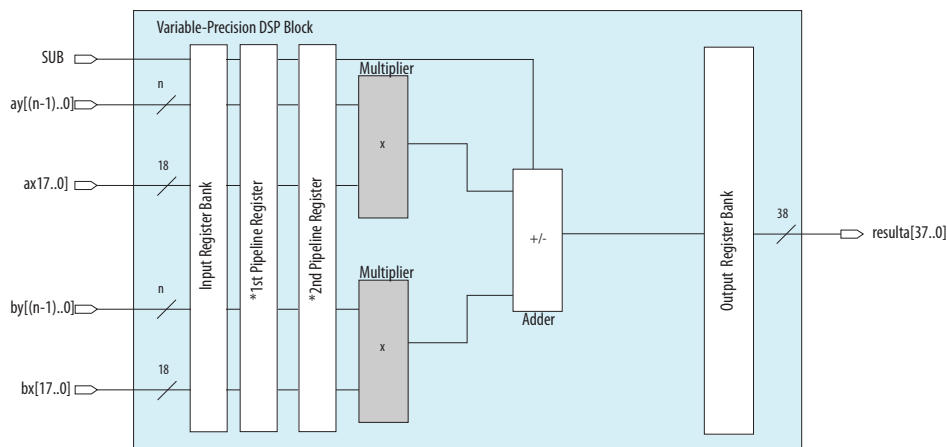 Variable-Precision DSP Block
SUB
Multiplier
n
ay[(n-1)..0]
x
18
ax17..0]
Input Register Bank
*1st Pipeline Register
*2nd Pipeline Register
+/-
Adder
Output Register Bank
38
resulta[37..0]
Multiplier
n
by[(n-1)..0]
x
18
bx[17..0]